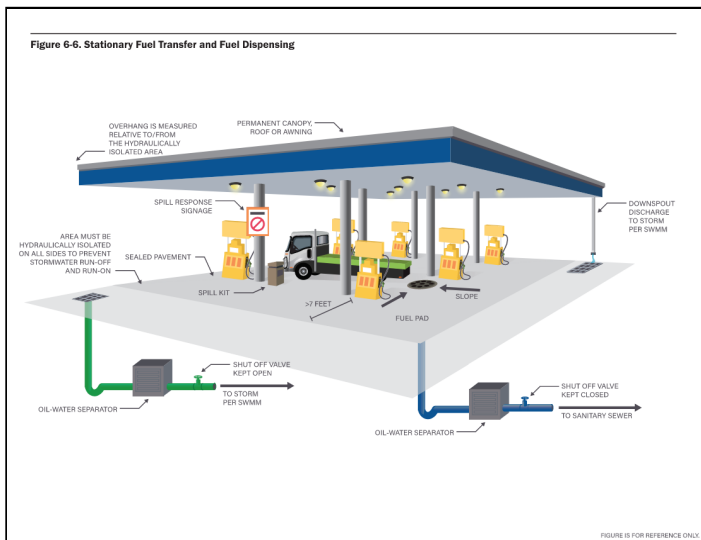 Figure 6-6. Stationary Fuel Transfer and Fuel Dispensing
OVERHANG IS MEASURED
RELATIVE TO/FROM
THE HYDRAULICALLY
ISOLATED AREA
PERMANENT CANOPY,
ROOF OR AWNING
SPILL RESPONSE
SIGNAGE
DOWNSPOUT
DISCHARGE
TO STORM
PER SWMM
AREA MUST BE
HYDRAULICALLY ISOLATED
ON ALL SIDES TO PREVENT
STORMWATER RUN-OFF
AND RUN-ON
SEALED PAVEMENT
SPILL KIT
>7 FEET
FUEL PAD
SLOPE
SHUT OFF VALVE
KEPT OPEN
TO STORM
PER SWMM
OIL-WATER SEPARATOR
SHUT OFF VALVE
KEPT CLOSED
TO SANITARY SEWER
OIL-WATER SEPARATOR
FIGURE IS FOR REFERENCE ONLY.